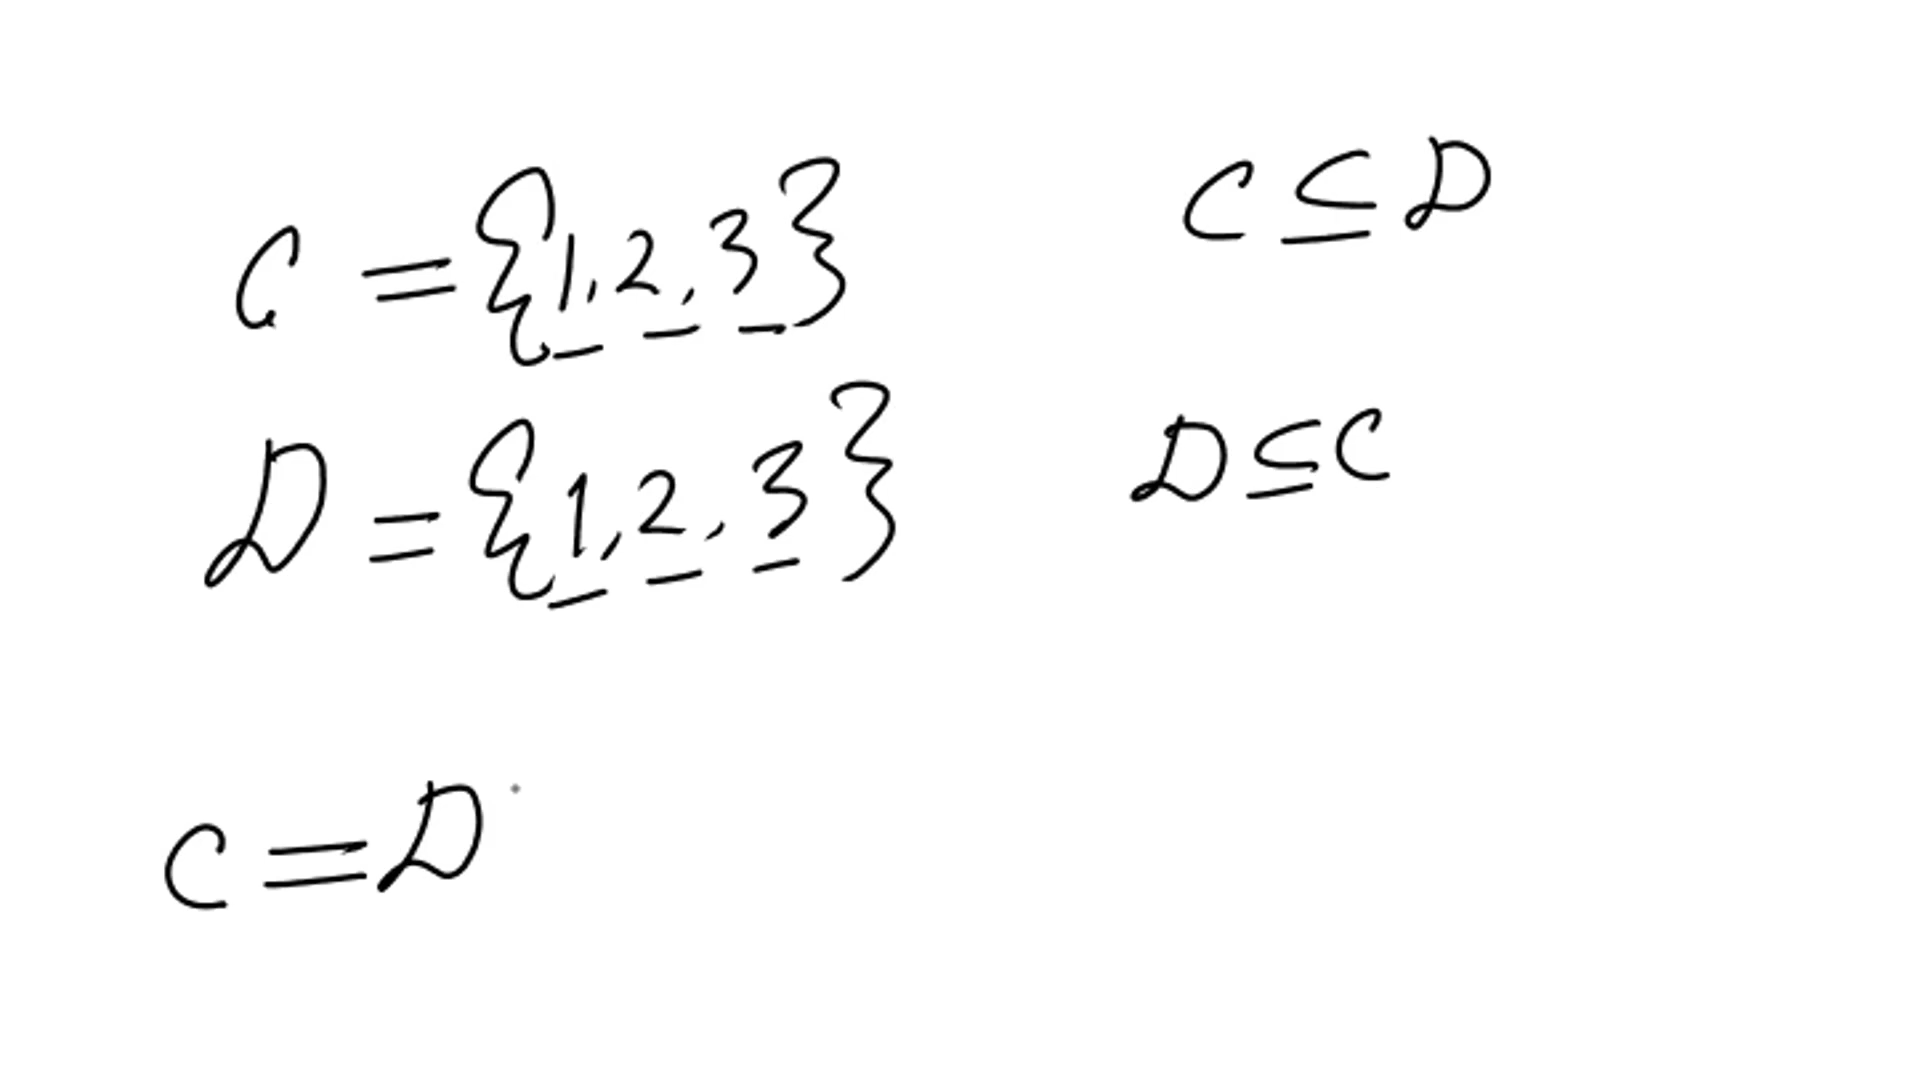 C = {1, 2, 3}
C ⊆ D
D = {1, 2, 3}
D ⊆ C
C = D